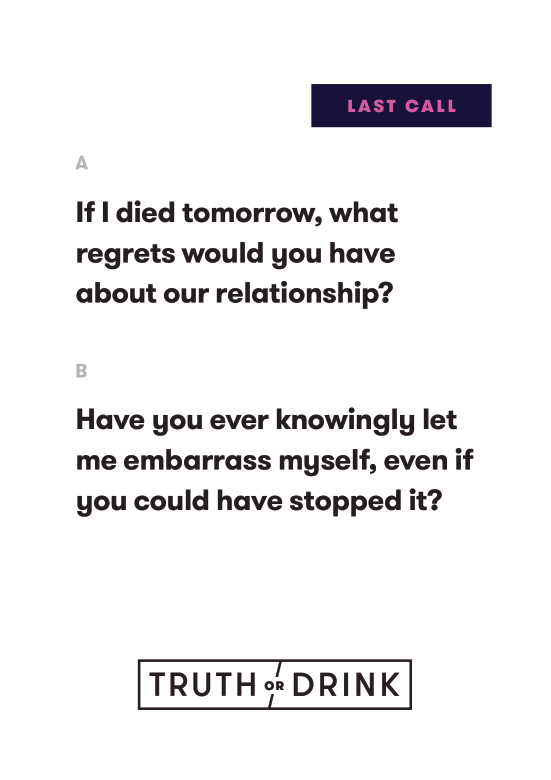 LAST CALL
A
If I died tomorrow, what
regrets would you have
about our relationship?
B
Have you ever knowingly let
me embarrass myself, even if
you could have stopped it?
TRUTH OR DRINK